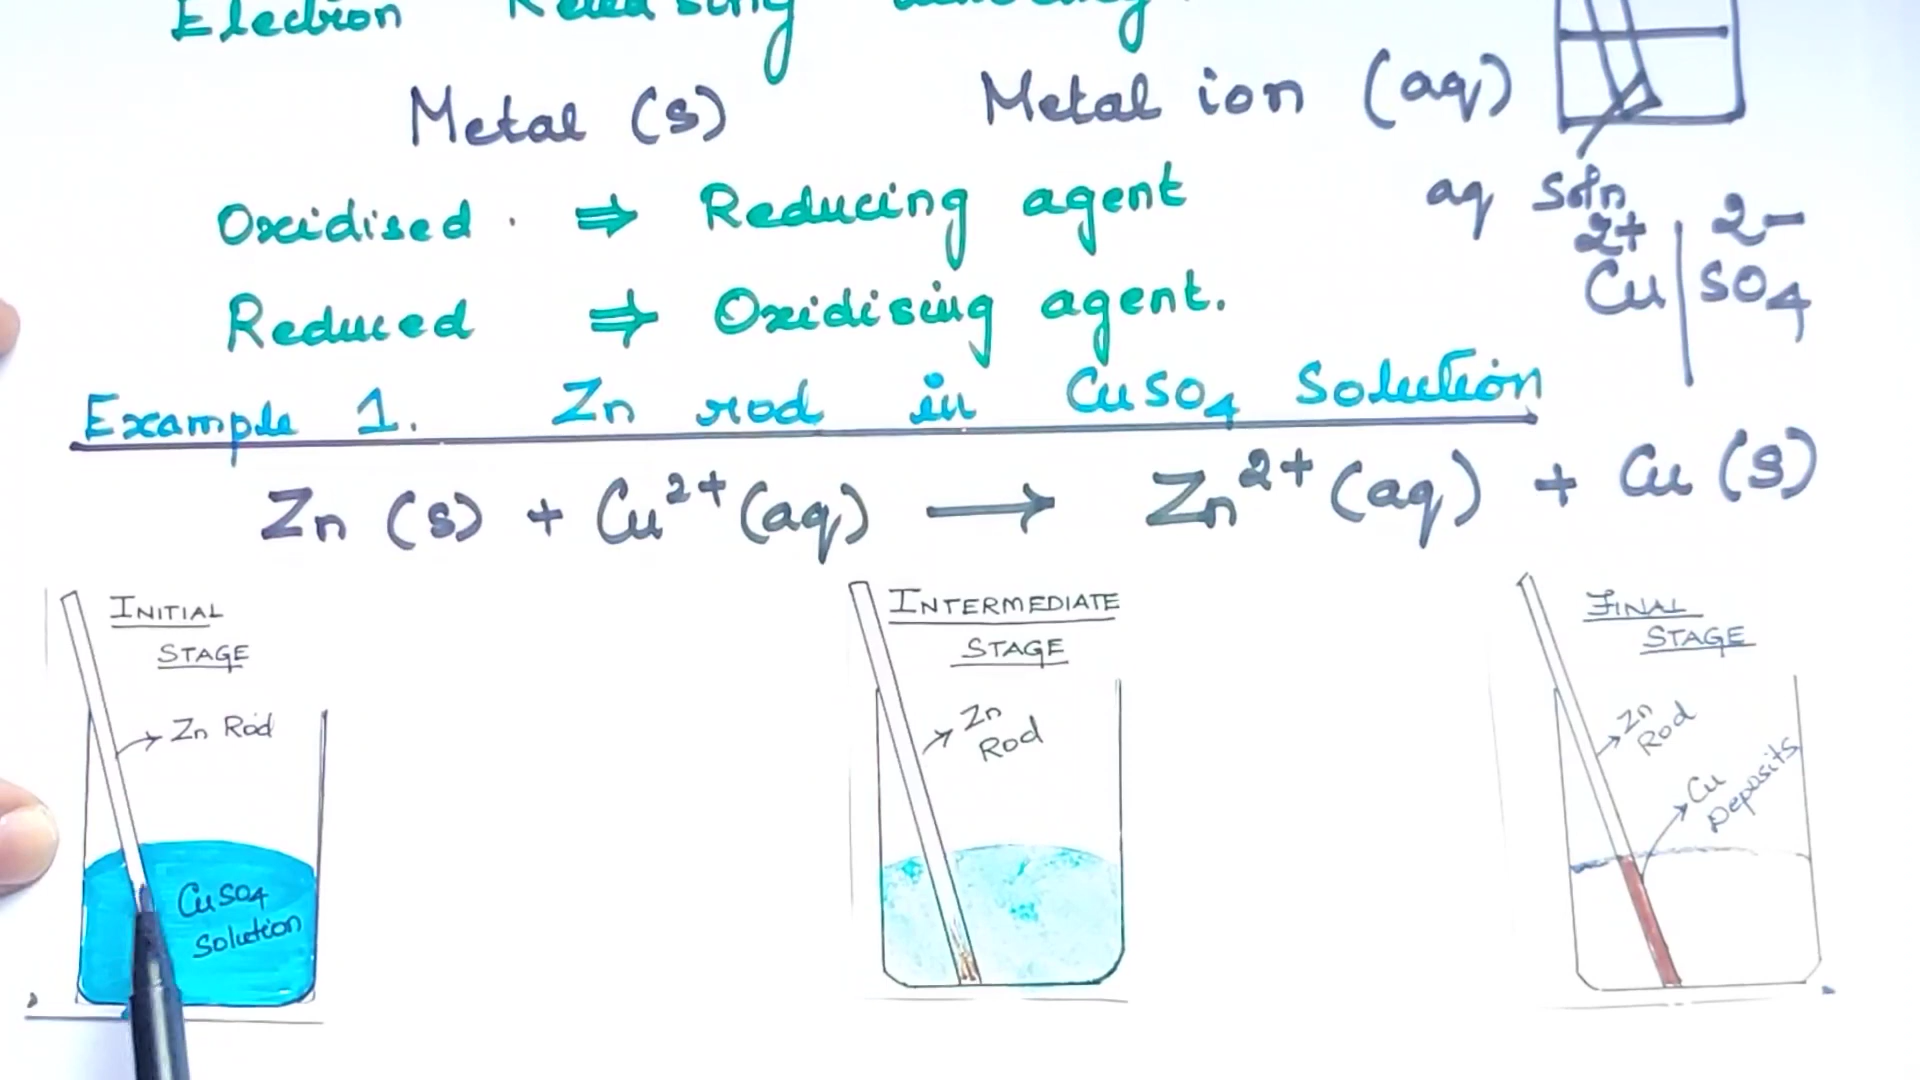 Electron Releasing
Metal (s) Metal ion (aq)
Oxidised. ⇒ Reducing agent
aq soln
Reduced ⇒ Oxidising agent.
Cu²⁺ | SO₄²⁻
Example 1. Zn rod in CuSO₄ Solution
Zn (s) + Cu²⁺ (aq) → Zn²⁺ (aq) + Cu (s)
INITIAL
STAGE
Zn Rod
CuSO₄
Solution
INTERMEDIATE
STAGE
Zn
Rod
FINAL
STAGE
Zn
Rod
Cu
Deposits